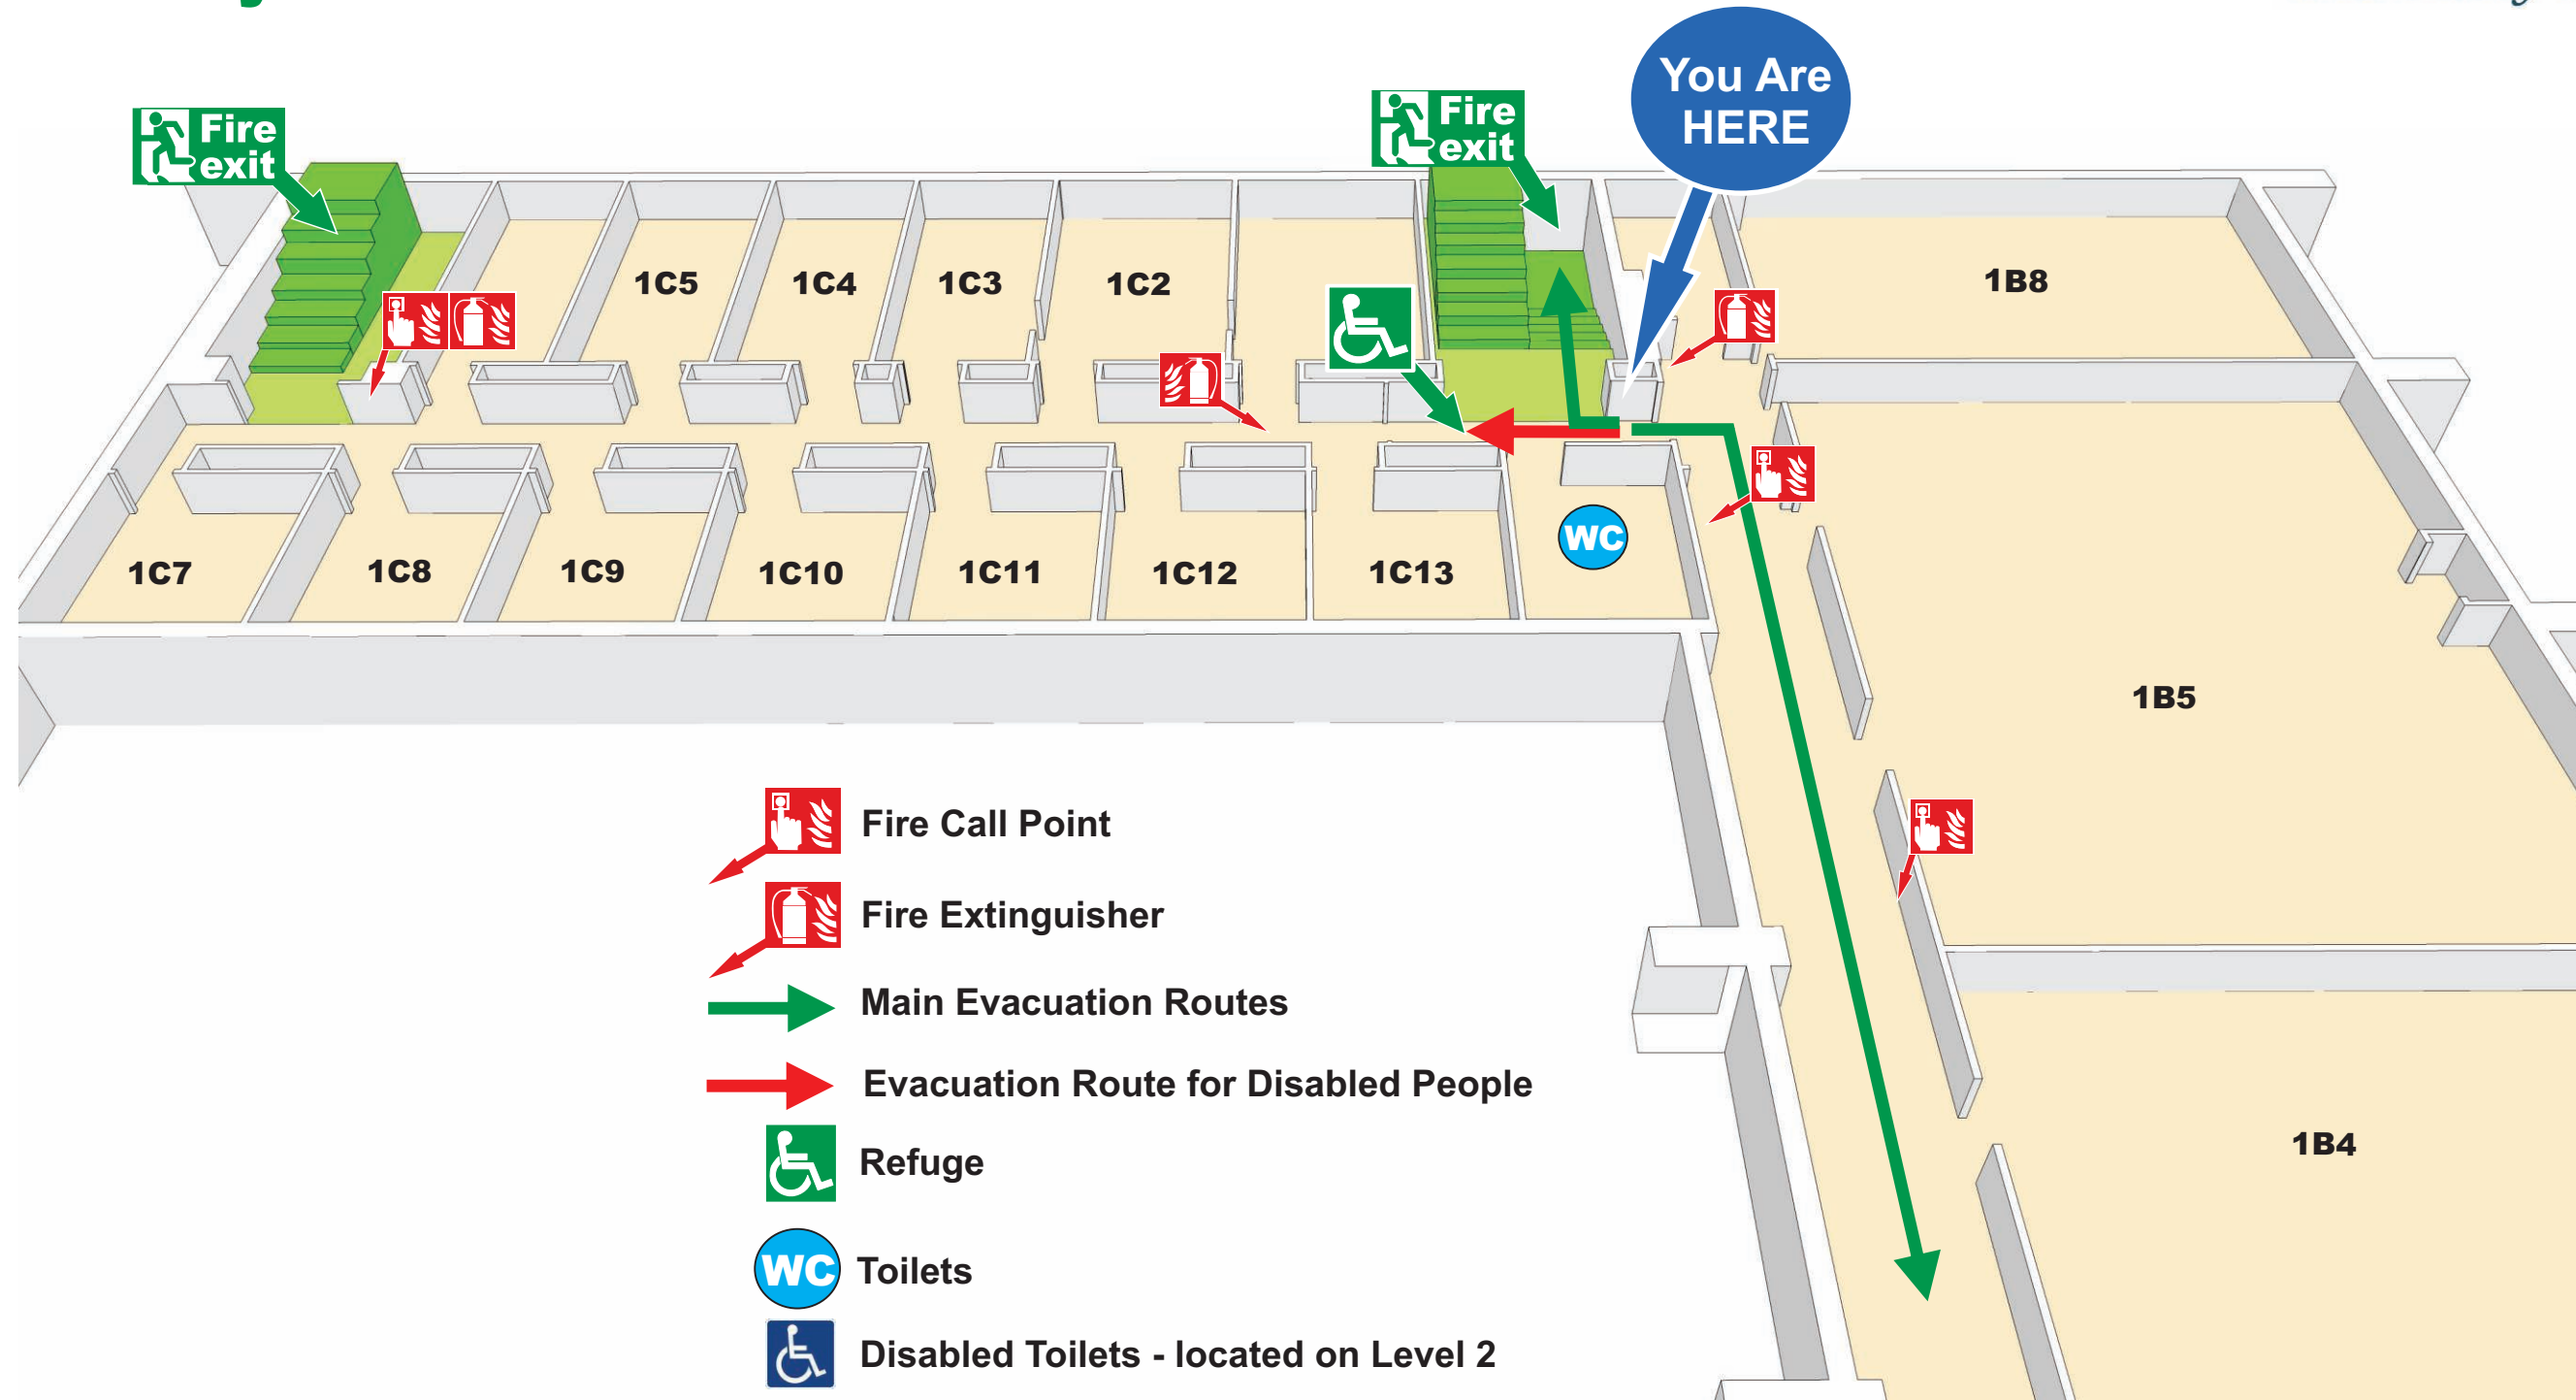 You Are
HERE
Fire
exit
Fire
exit
1C5
1C4
1C3
1C2
1B8
1C7
1C8
1C9
1C10
1C11
1C12
1C13
WC
1B5
1B4
Fire Call Point
Fire Extinguisher
Main Evacuation Routes
Evacuation Route for Disabled People
Refuge
WC Toilets
Disabled Toilets - located on Level 2